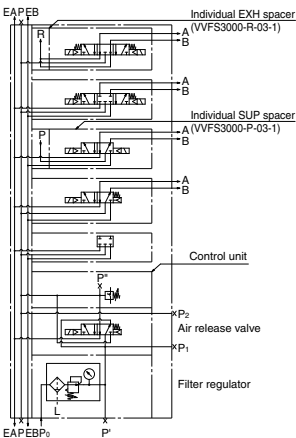 EAPEB
Individual EXH spacer
(VVFS3000-R-03-1)
R
A
B
A
B
Individual SUP spacer
(VVFS3000-P-03-1)
P
A
B
A
B
Control unit
P"
P2
Air release valve
P1
Filter regulator
L
EAPEBP0
P'